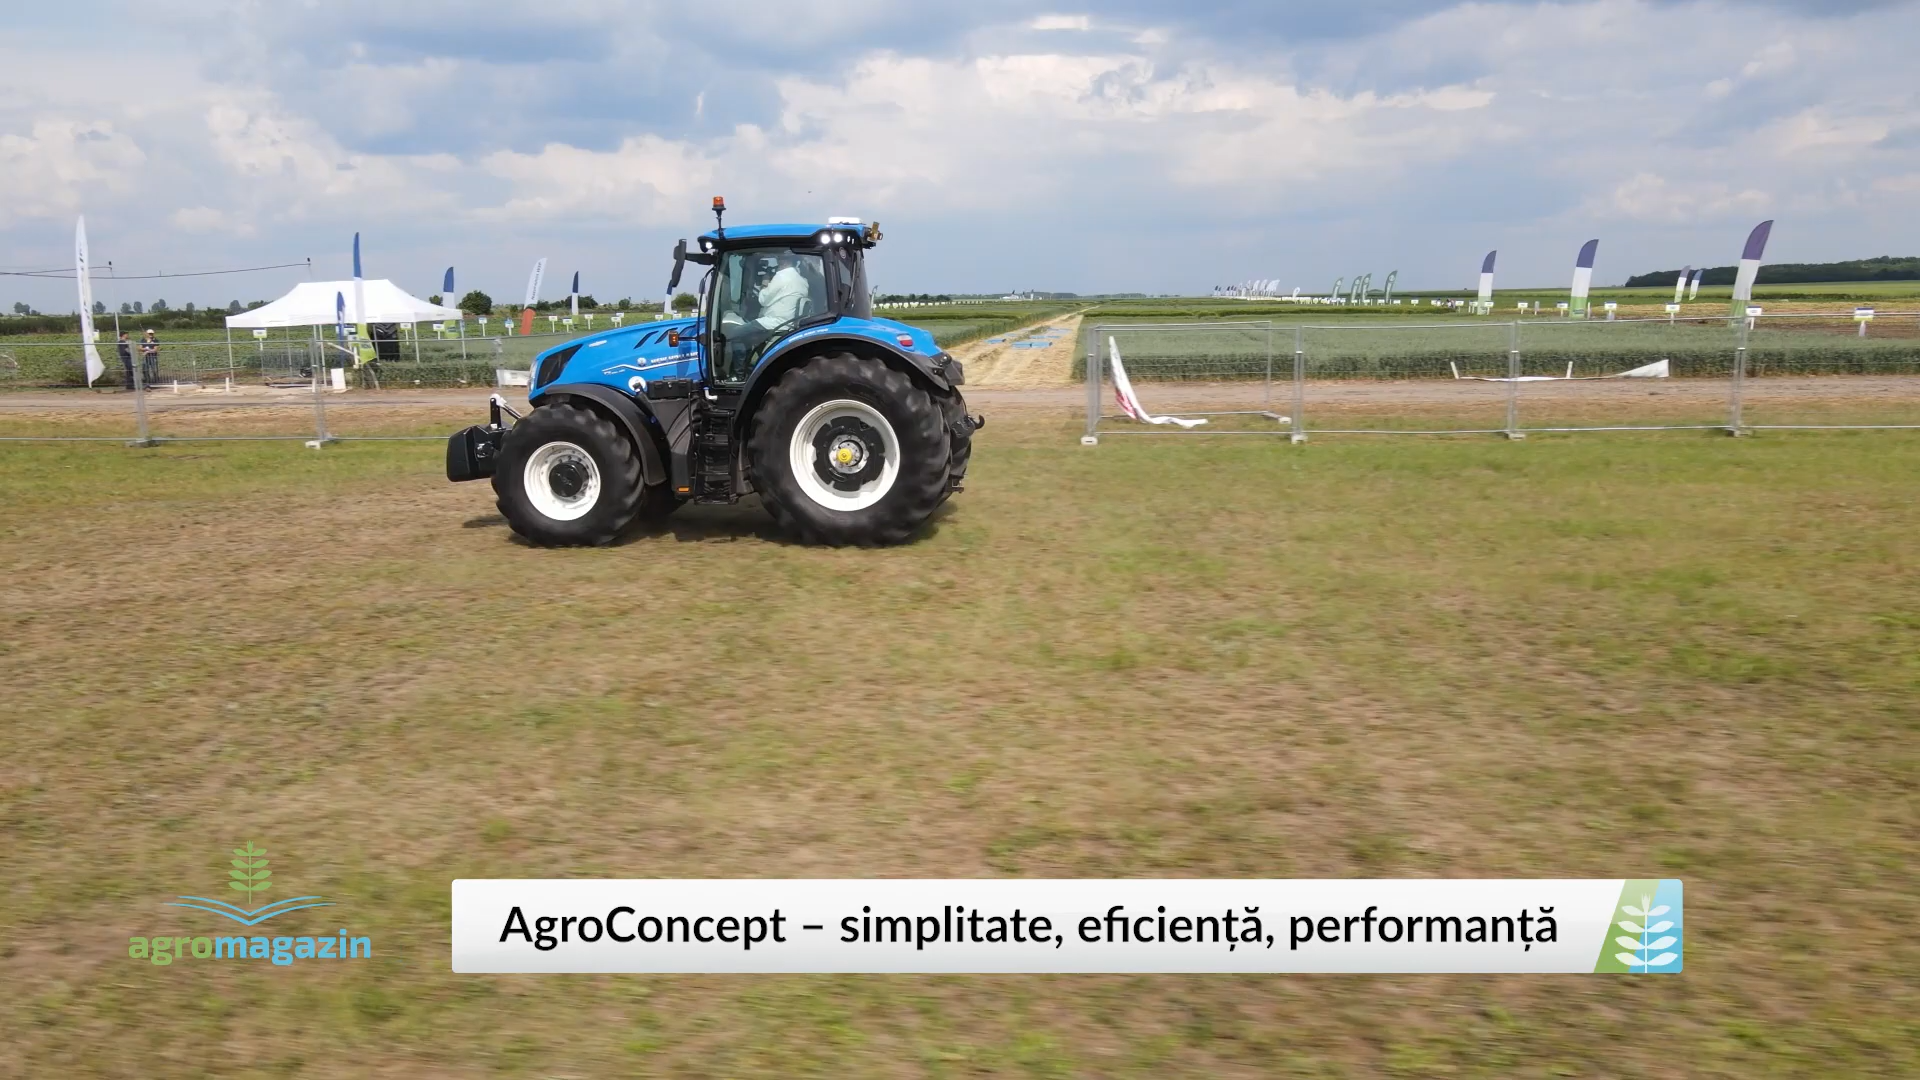 agromagazin
AgroConcept – simplitate, eficiență, performanță